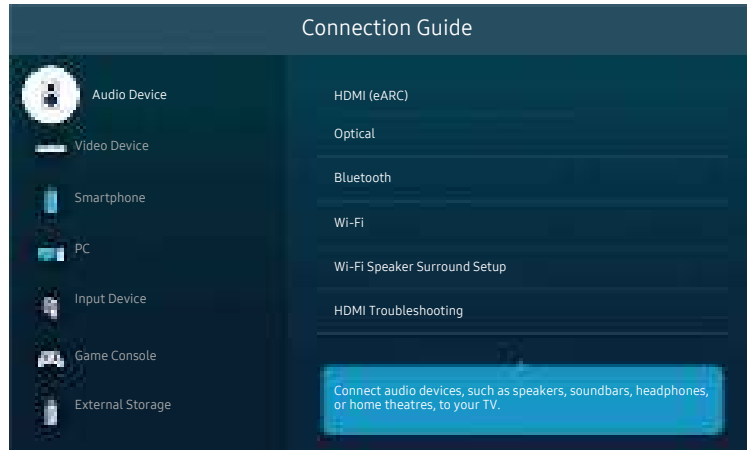 Connection Guide
Audio Device
Video Device
Smartphone
PC
Input Device
Game Console
External Storage
HDMI (eARC)
Optical
Bluetooth
Wi-Fi
Wi-Fi Speaker Surround Setup
HDMI Troubleshooting
Connect audio devices, such as speakers, soundbars, headphones,
or home theatres, to your TV.